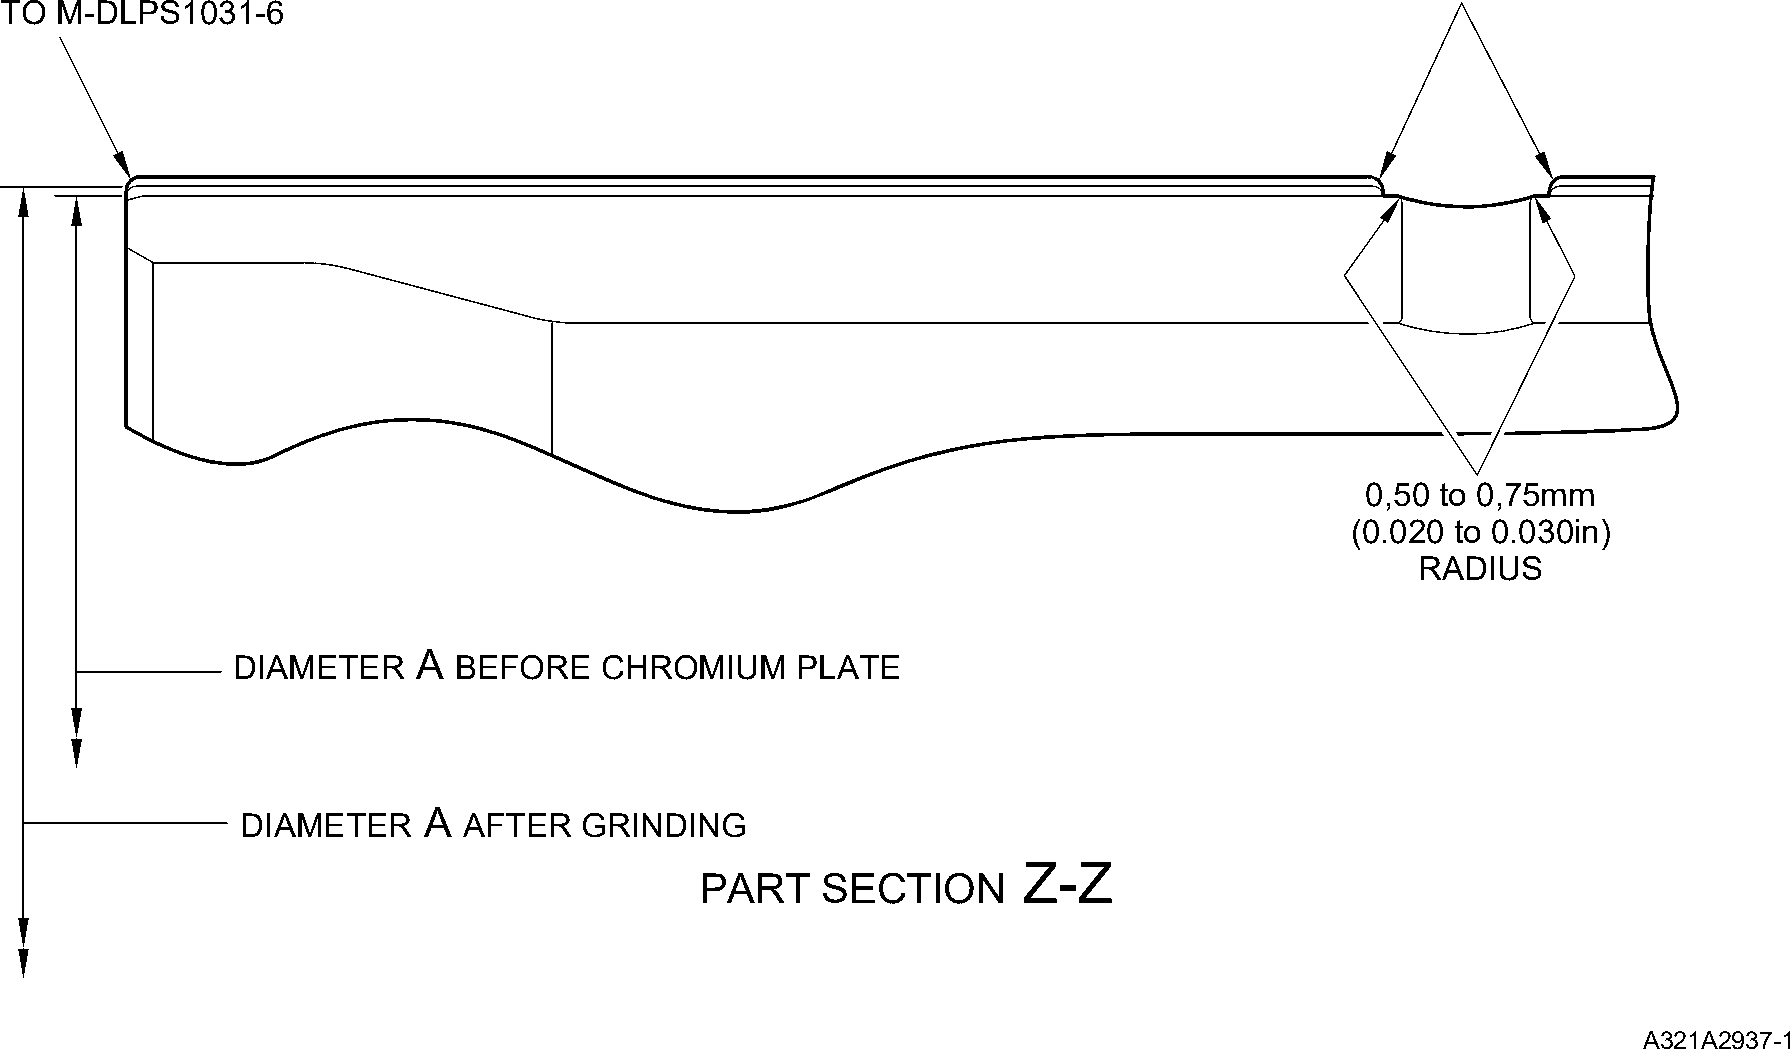 TO M-DLPS1031-6
0,50 to 0,75mm
(0.020 to 0.030in)
RADIUS
DIAMETER A BEFORE CHROMIUM PLATE
DIAMETER A AFTER GRINDING
PART SECTION Z-Z
A321A2937-1